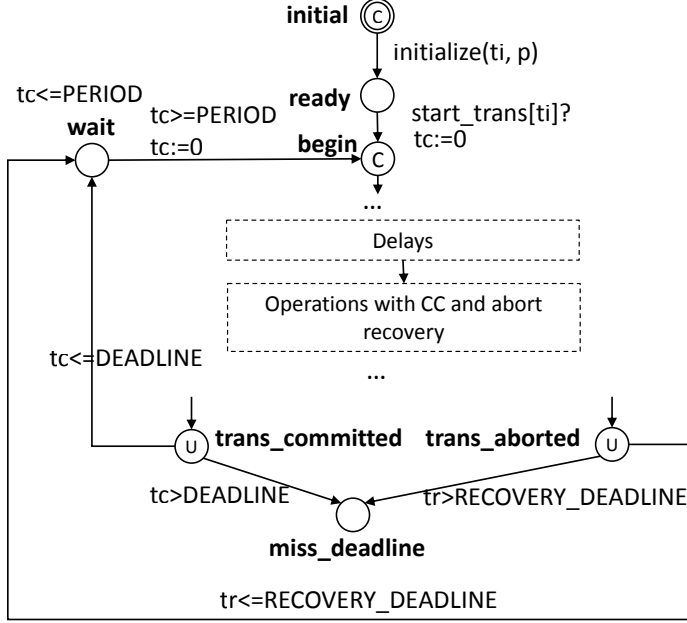 initial
C
initialize(ti, p)
tc<=PERIOD
tc>=PERIOD
ready
start_trans[ti]?
wait
tc:=0
begin
tc:=0
C
...
Delays
Operations with CC and abort
recovery
tc<=DEADLINE
...
trans_committed
trans_aborted
U
U
tc>DEADLINE
tr>RECOVERY_DEADLINE
miss_deadline
tr<=RECOVERY_DEADLINE